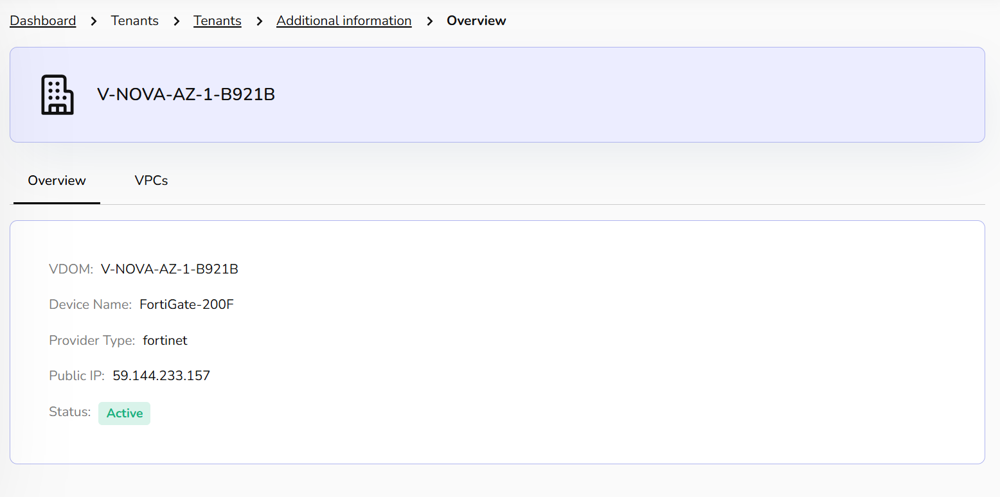 Dashboard > Tenants > Tenants > Additional information > Overview
V-NOVA-AZ-1-B921B
Overview VPCs
VDOM: V-NOVA-AZ-1-B921B
Device Name: FortiGate-200F
Provider Type: fortinet
Public IP: 59.144.233.157
Status: Active